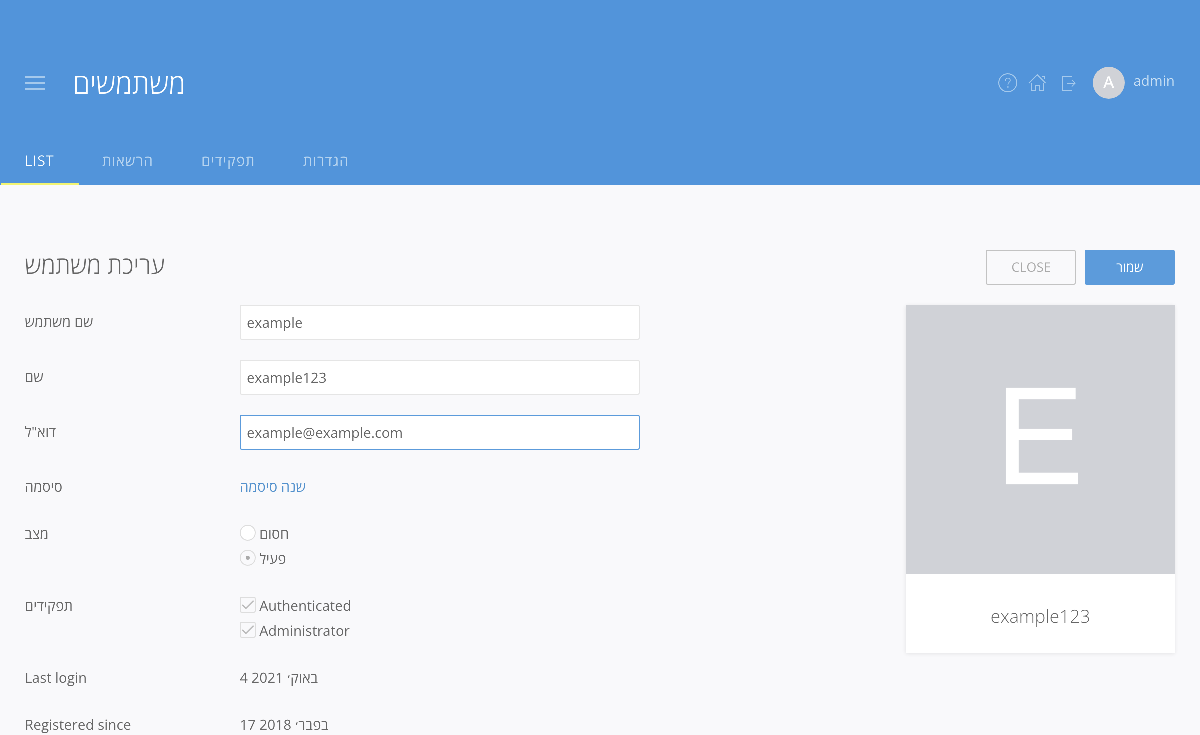 משתמשים
A admin
LIST הרשאות תפקידים הגדרות
עריכת משתמש
CLOSE שמור
שם משתמש example
שם example123
דוא"ל example@example.com
סיסמה שנה סיסמה
מצב חסום
פעיל
תפקידים Authenticated
Administrator
Last login 4 באוק׳ 2021
Registered since 17 בפבר׳ 2018
E
example123